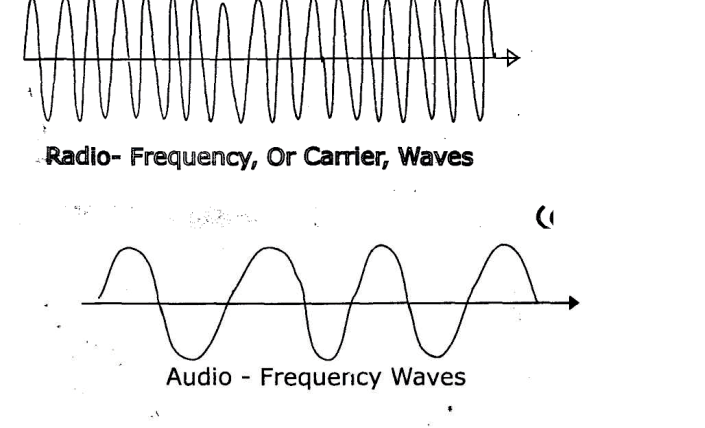 Radio- Frequency, Or Carrier, Waves
Audio - Frequency Waves